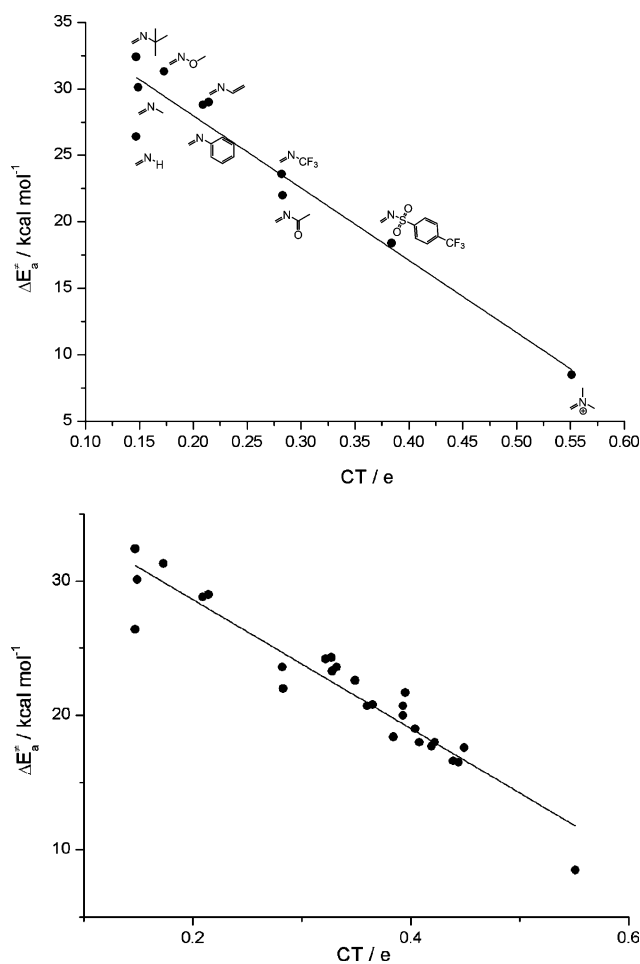 35
30
25
20
15
10
5
ΔEₐ≠ / kcal mol⁻¹
N
N
O
N
N
N
H
N
N
CF₃
N
O
O
N
S
O
CF₃
N
⊕
0.10 0.15 0.20 0.25 0.30 0.35 0.40 0.45 0.50 0.55 0.60
CT / e
30
20
10
ΔEₐ≠ / kcal mol⁻¹
0.2 0.4 0.6
CT / e